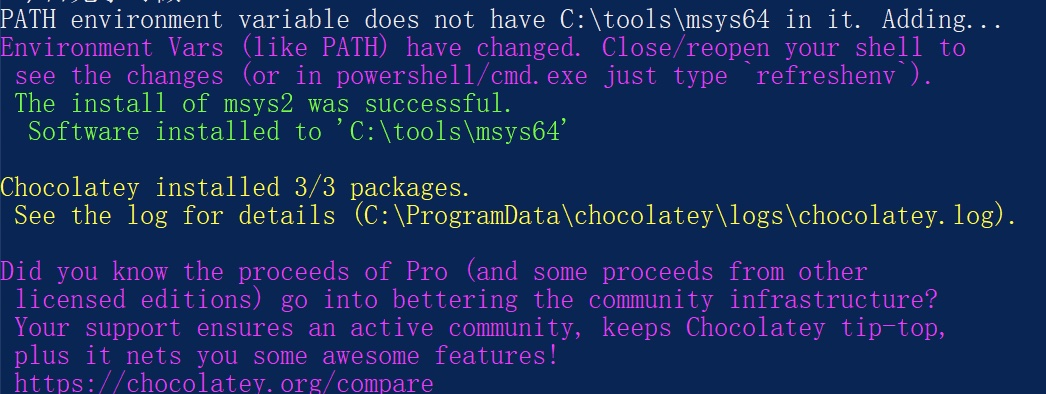 PATH environment variable does not have C:\tools\msys64 in it. Adding...
Environment Vars (like PATH) have changed. Close/reopen your shell to
see the changes (or in powershell/cmd.exe just type `refreshenv`).
The install of msys2 was successful.
Software installed to 'C:\tools\msys64'
Chocolatey installed 3/3 packages.
See the log for details (C:\ProgramData\chocolatey\logs\chocolatey.log).
Did you know the proceeds of Pro (and some proceeds from other
licensed editions) go into bettering the community infrastructure?
Your support ensures an active community, keeps Chocolatey tip-top,
plus it nets you some awesome features!
https://chocolatey.org/compare